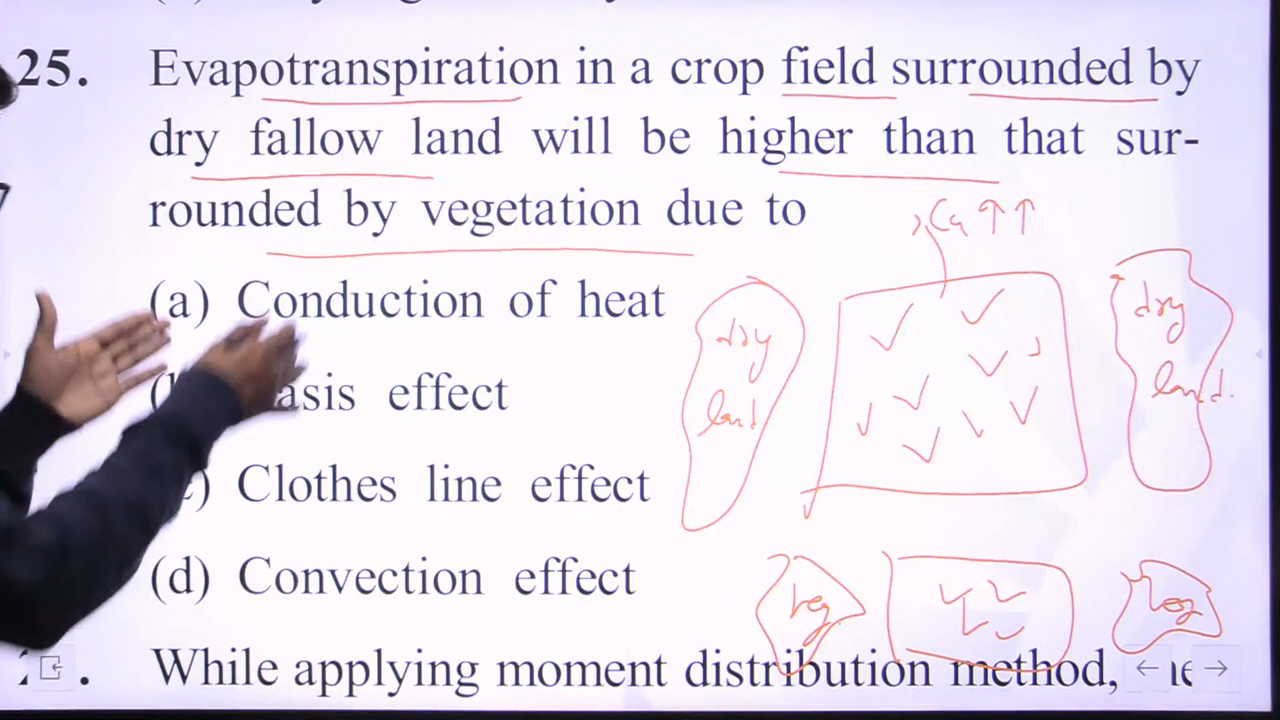 25. Evapotranspiration in a crop field surrounded by
dry fallow land will be higher than that sur-
rounded by vegetation due to
(a) Conduction of heat
asis effect
) Clothes line effect
(d) Convection effect
. While applying moment distribution method,
dry
land
dry
land.
veg
veg